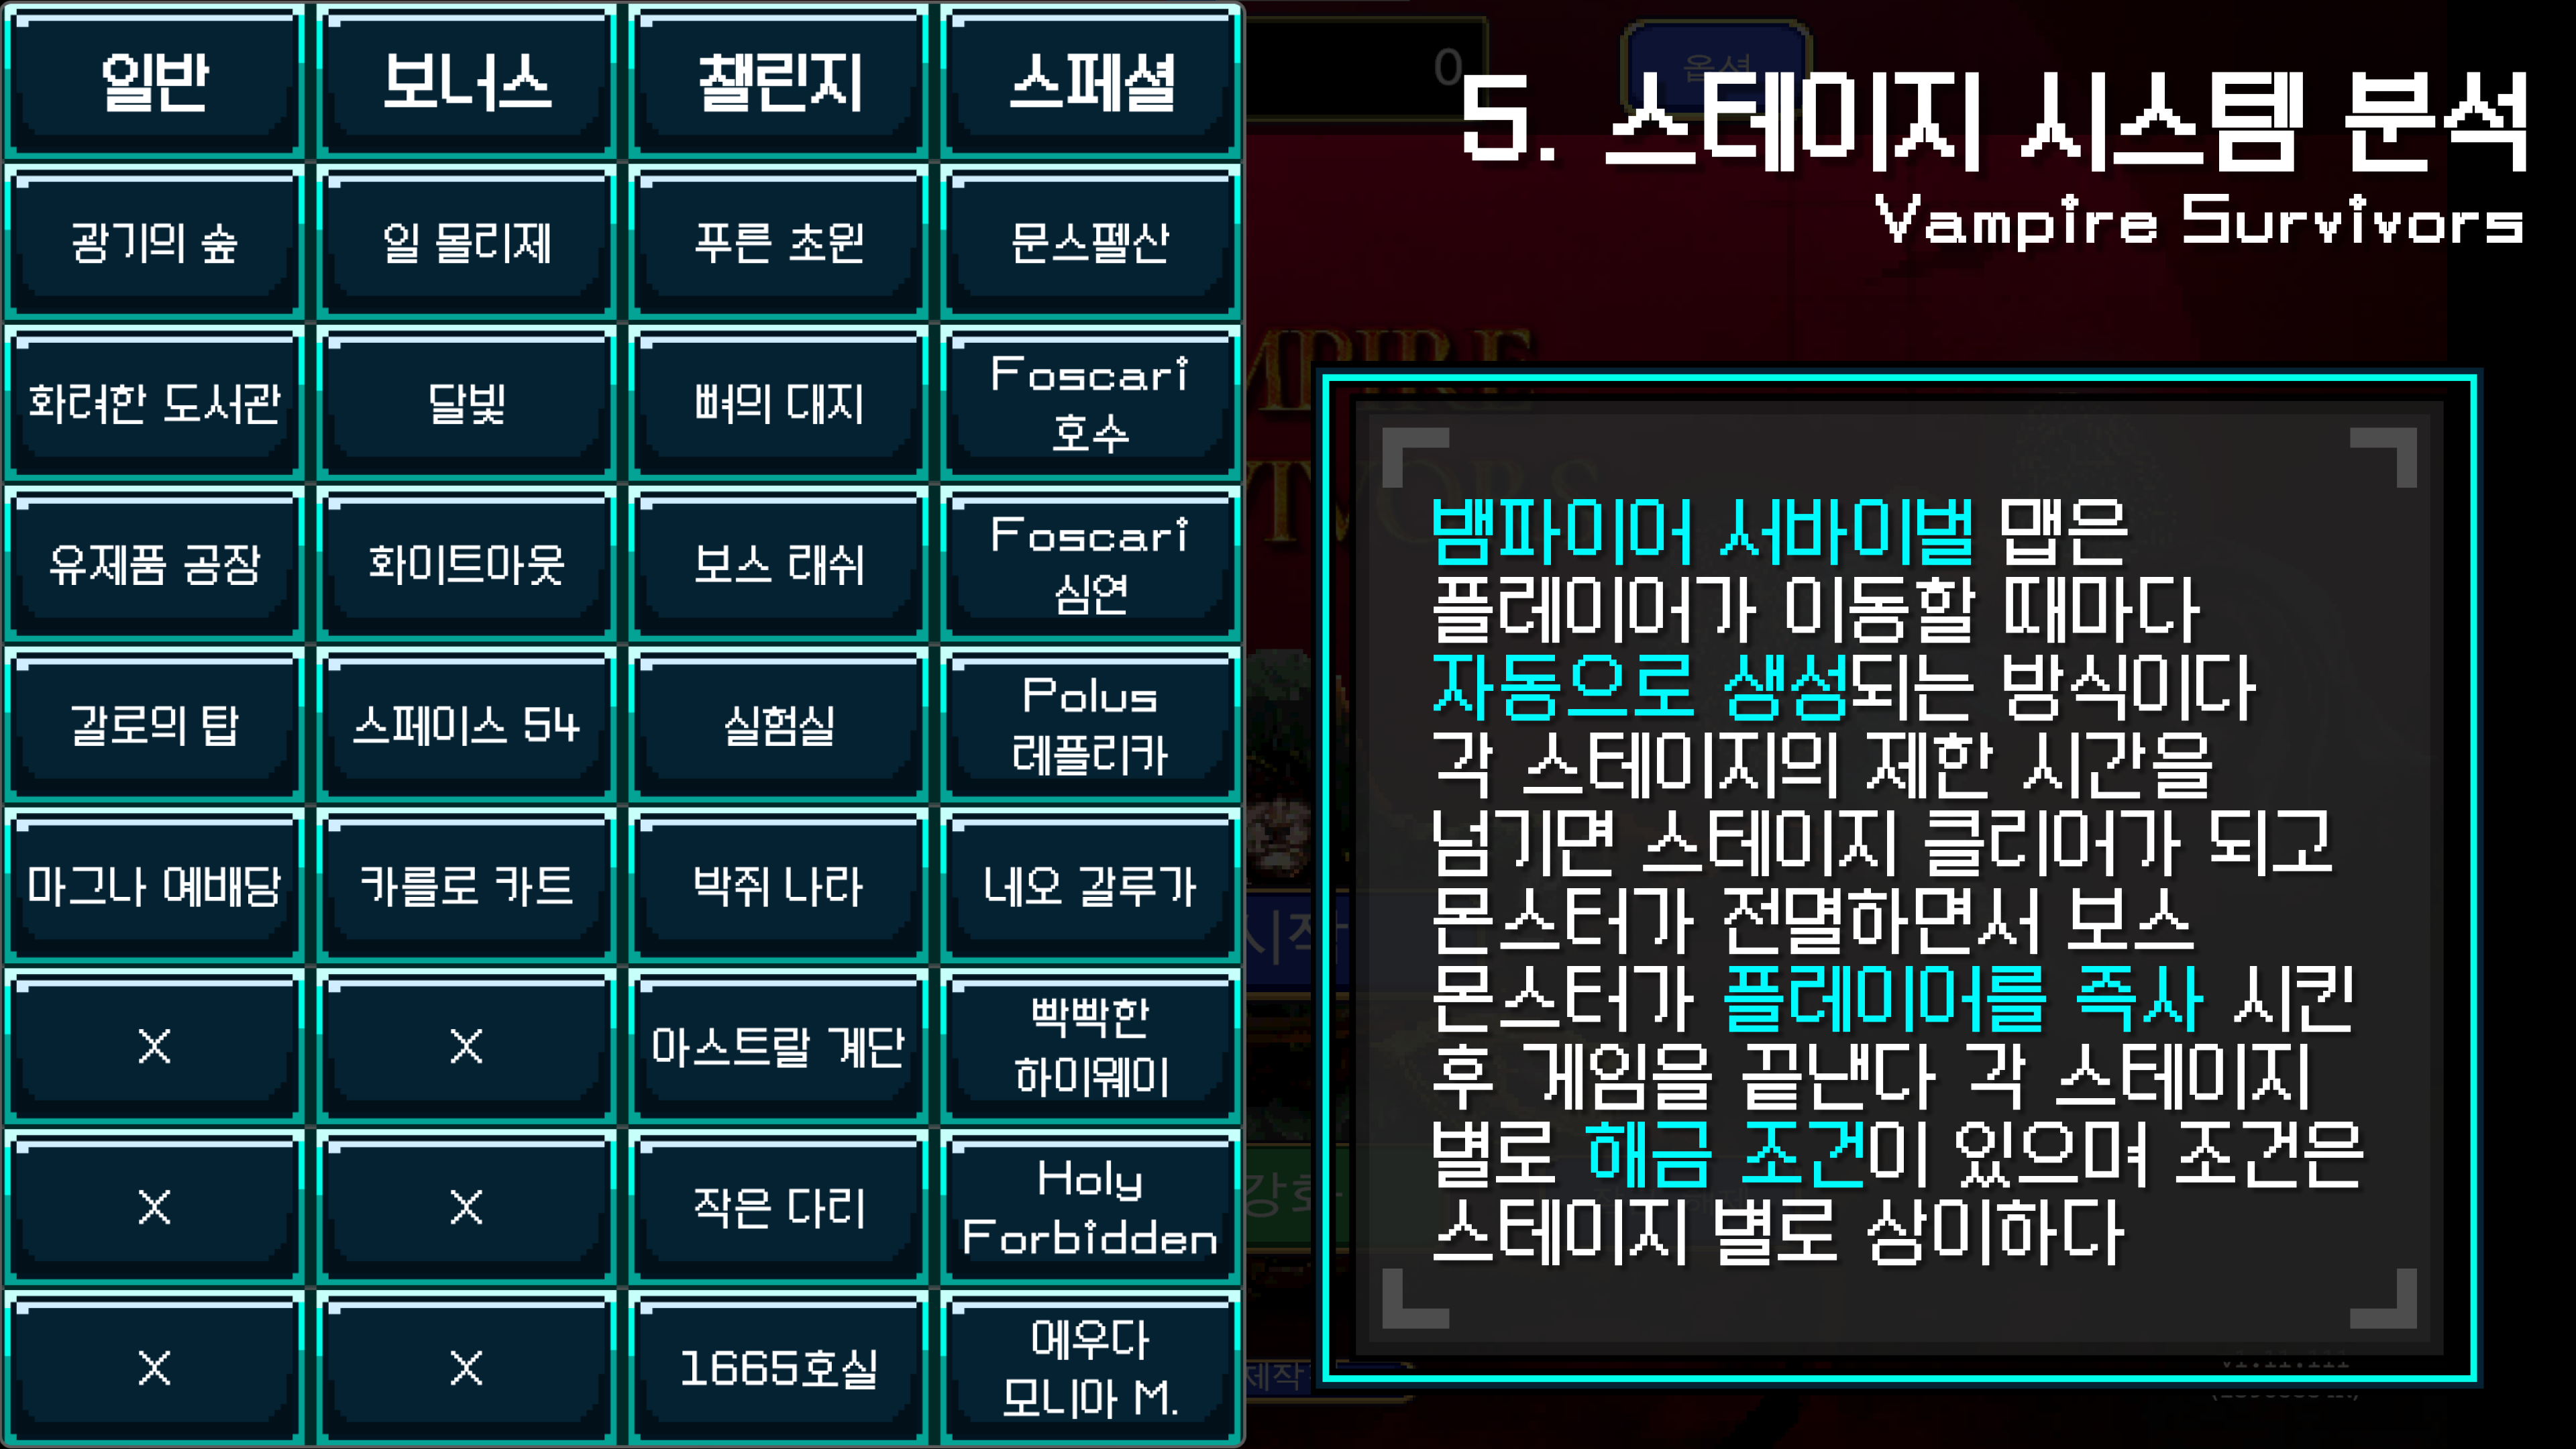 일반 보너스 챌린지 스페셜
광기의 숲 일 몰리제 푸른 초원 문스펠산
화려한 도서관 달빛 뼈의 대지 Foscari
호수
유제품 공장 화이트아웃 보스 래쉬 Foscari
심연
갈로의 탑 스페이스 54 실험실 Polus
레플리카
마그나 예배당 카를로 카트 박쥐 나라 네오 갈루가
X X 아스트랄 계단 빡빡한
하이웨이
X X 작은 다리 Holy
Forbidden
X X 1665호실 에우다
모니아 M.
0
옵션
5. 스테이지 시스템 분석
Vampire Survivors
뱀파이어 서바이벌 맵은
플레이어가 이동할 때마다
자동으로 생성되는 방식이다
각 스테이지의 제한 시간을
넘기면 스테이지 클리어가 되고
몬스터가 전멸하면서 보스
몬스터가 플레이어를 즉사 시킨
후 게임을 끝낸다 각 스테이지
별로 해금 조건이 있으며 조건은
스테이지 별로 상이하다
시작
제작